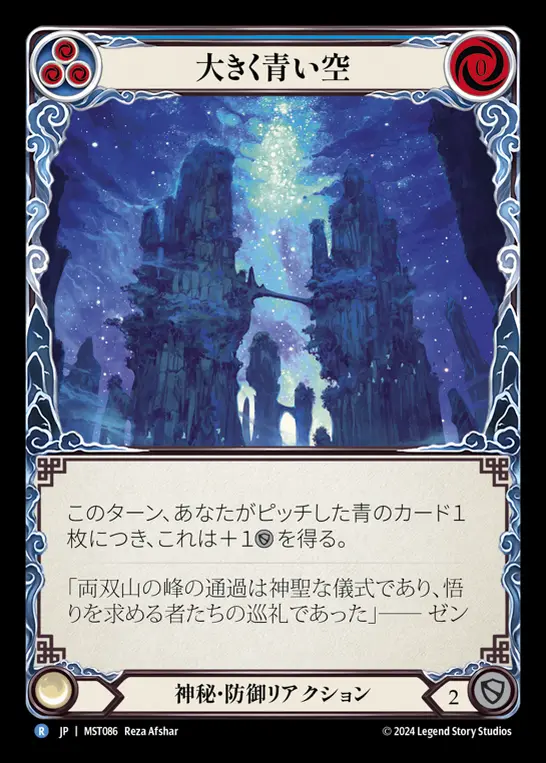 大きく青い空
0
このターン、あなたがピッチした青のカード１
枚につき、これは＋１を得る。
「両双山の峰の通過は神聖な儀式であり、悟
りを求める者たちの巡礼であった」―― ゼン
神秘・防御リア クション
2
R JP | MST086 Reza Afshar
© 2024 Legend Story Studios